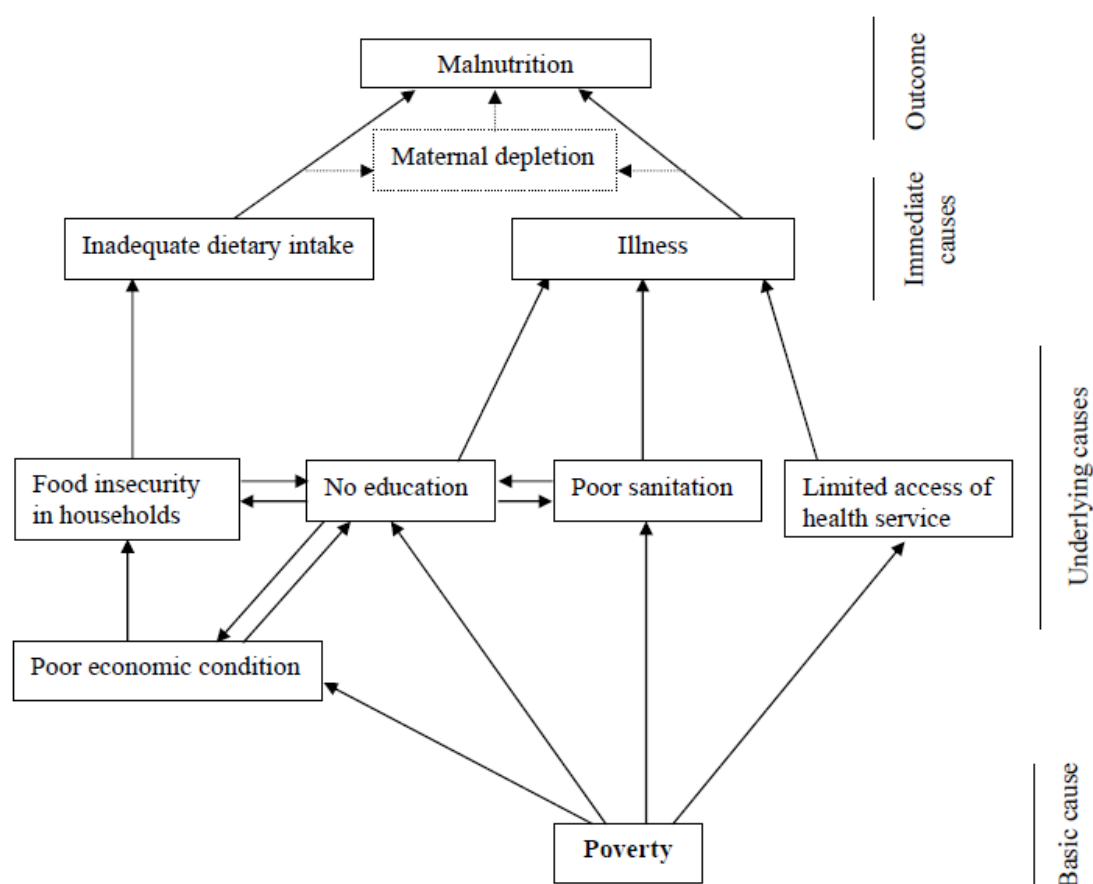 Malnutrition
Outcome
Maternal depletion
Immediate
causes
Inadequate dietary intake
Illness
Underlying causes
Food insecurity
in households
No education
Poor sanitation
Limited access of
health service
Poor economic condition
Basic cause
Poverty